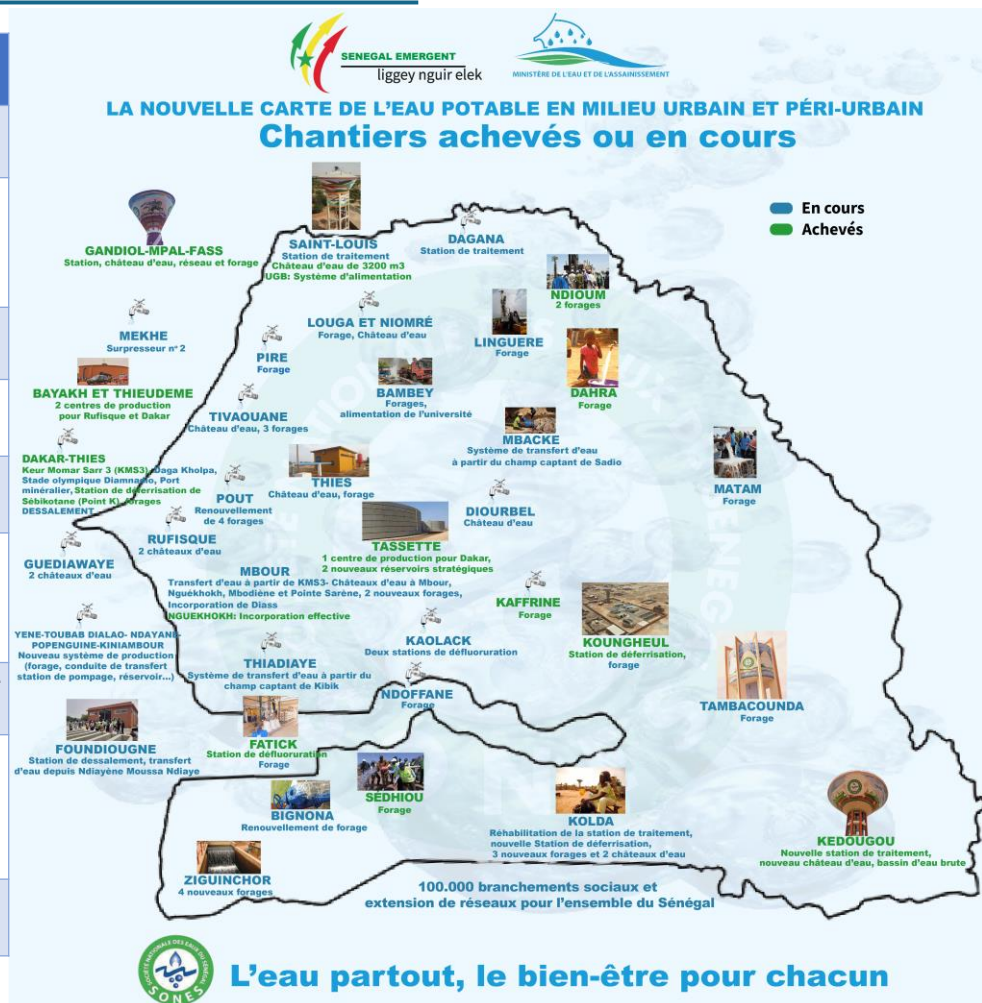 SENEGAL EMERGENT
liggey nguir elek
MINISTÈRE DE L'EAU ET DE L'ASSAINISSEMENT
LA NOUVELLE CARTE DE L'EAU POTABLE EN MILIEU URBAIN ET PÉRI-URBAIN
Chantiers achevés ou en cours
En cours
Achevés
GANDIOL-MPAL-FASS
Station, château d'eau, réseau et forage
SAINT-LOUIS
Station de traitement
Château d'eau de 3200 m3
UGB: Système d'alimentation
DAGANA
Station de traitement
NDIOUM
2 forages
MEKHE
Surpresseur n° 2
LOUGA ET NIOMRÉ
Forage, Château d'eau
LINGUERE
Forage
PIRE
Forage
BAYAKH ET THIEUDEME
2 centres de production
pour Rufisque et Dakar
BAMBEY
Forages,
alimentation de l'université
DAHRA
Forage
TIVAOUANE
Château d'eau, 3 forages
MBACKE
Système de transfert d'eau
à partir du champ captant de Sadio
DAKAR-THIES
Keur Momar Sarr 3 (KMS3), Daga Kholpa,
Stade olympique Diamnadio, Port
minéralier, Station de déferrisation de
Sébikotane (Point K), forages
DESSALEMENT
THIES
Château d'eau, forage
MATAM
Forage
POUT
Renouvellement
de 4 forages
DIOURBEL
Château d'eau
RUFISQUE
2 châteaux d'eau
TASSETTE
1 centre de production pour Dakar,
2 nouveaux réservoirs stratégiques
GUEDIAWAYE
2 châteaux d'eau
MBOUR
Transfert d'eau à partir de KMS3- Châteaux d'eau à Mbour,
Nguékhokh, Mbodiène et Pointe Sarène, 2 nouveaux forages,
Incorporation de Diass
NGUEKHOKH: Incorporation effective
KAFFRINE
Forage
YENE-TOUBAB DIALAO- NDAYANE-
POPENGUINE-KINIAMBOUR
Nouveau système de production
(forage, conduite de transfert
station de pompage, réservoir...)
KAOLACK
Deux stations de défluoruration
KOUNGHEUL
Station de déferrisation,
forage
THIADIAYE
Système de transfert d'eau à partir du
champ captant de Kibik
NDOFFANE
Forage
TAMBACOUNDA
Forage
FOUNDIOUGNE
Station de dessalement, transfert
d'eau depuis Ndiayène Moussa Ndiaye
FATICK
Station de défluoruration
Forage
SEDHIOU
Forage
BIGNONA
Renouvellement de forage
KOLDA
Réhabilitation de la station de traitement,
nouvelle Station de déferrisation,
3 nouveaux forages et 2 châteaux d'eau
KEDOUGOU
Nouvelle station de traitement,
nouveau château d'eau, bassin d'eau brute
ZIGUINCHOR
4 nouveaux forages
100.000 branchements sociaux et
extension de réseaux pour l'ensemble du Sénégal
SOCIÉTÉ NATIONALE DES EAUX DU SÉNÉGAL
SONES
L'eau partout, le bien-être pour chacun